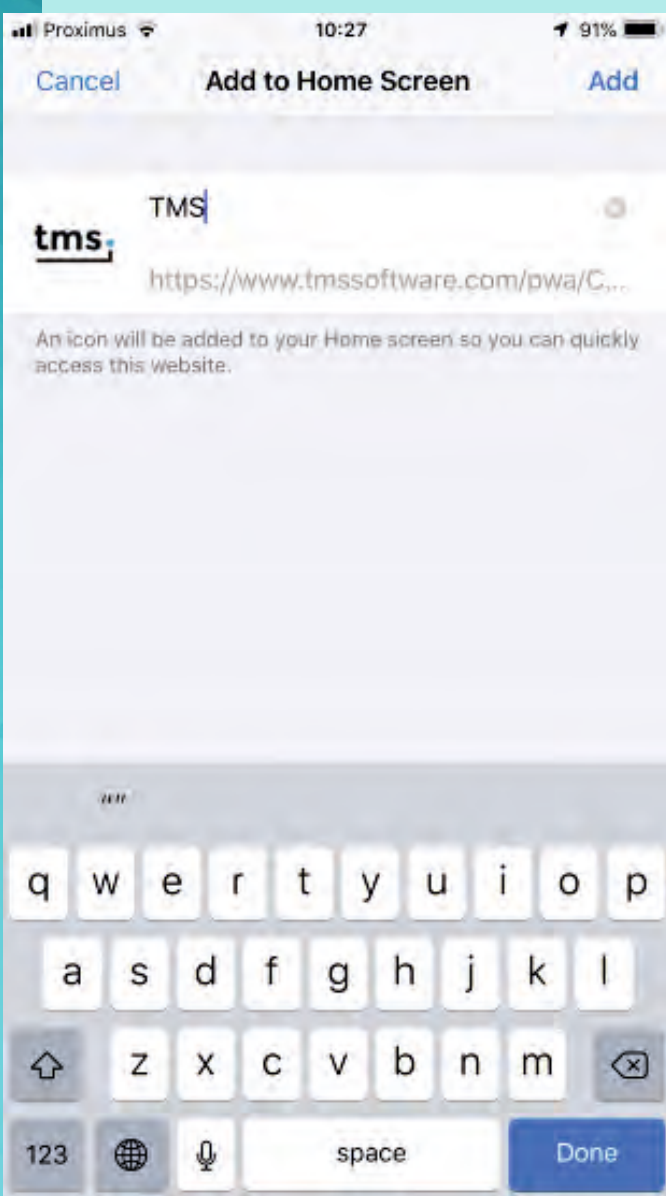 Proximus 10:27 91%
Cancel Add to Home Screen Add
TMS
tms;
https://www.tmssoftware.com/pwa/C...
An icon will be added to your Home screen so you can quickly
access this website.
""
q w e r t y u i o p
a s d f g h j k l
z x c v b n m
123 space Done